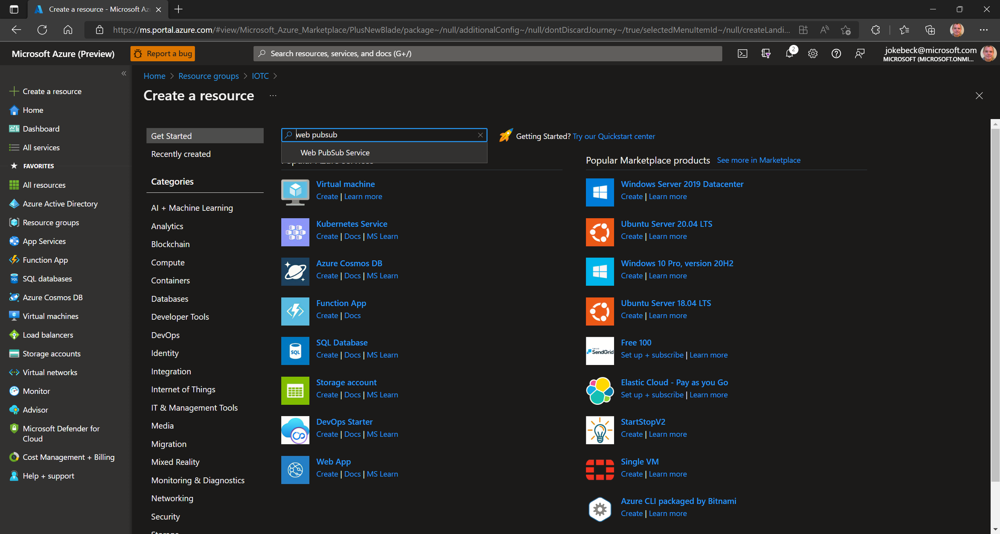 Create a resource - Microsoft Az
https://ms.portal.azure.com/#view/Microsoft_Azure_Marketplace/PlusNewBlade/package~/null/additionalConfig~/null/dontDiscardJourney~/true/selectedMenuItemId~/null/createLandi...
Microsoft Azure (Preview)
Report a bug
Search resources, services, and docs (G+/)
2
jokebeck@microsoft.com
MICROSOFT (MICROSOFT.ONMI...
Create a resource
Home
Dashboard
All services
FAVORITES
All resources
Azure Active Directory
Resource groups
App Services
Function App
SQL databases
Azure Cosmos DB
Virtual machines
Load balancers
Storage accounts
Virtual networks
Monitor
Advisor
Microsoft Defender for
Cloud
Cost Management + Billing
Help + support
Home > Resource groups > IOTC >
Create a resource ...
Get Started
Recently created
Categories
AI + Machine Learning
Analytics
Blockchain
Compute
Containers
Databases
Developer Tools
DevOps
Identity
Integration
Internet of Things
IT & Management Tools
Media
Migration
Mixed Reality
Monitoring & Diagnostics
Networking
Security
web pubsub
Web PubSub Service
Getting Started? Try our Quickstart center
Virtual machine
Create | Learn more
Kubernetes Service
Create | Docs | MS Learn
Azure Cosmos DB
Create | Docs | MS Learn
Function App
Create | Docs
SQL
SQL Database
Create | Docs | MS Learn
Storage account
Create | Docs | MS Learn
DevOps Starter
Create | Docs | MS Learn
Web App
Create | Docs | MS Learn
Popular Marketplace products See more in Marketplace
Windows Server 2019 Datacenter
Create | Learn more
Ubuntu Server 20.04 LTS
Create | Learn more
Windows 10 Pro, version 20H2
Create | Learn more
Ubuntu Server 18.04 LTS
Create | Learn more
SendGrid
Free 100
Set up + subscribe | Learn more
Elastic Cloud - Pay as you Go
Set up + subscribe | Learn more
StartStopV2
Create | Learn more
Single VM
Create | Learn more
Azure CLI packaged by Bitnami
Create | Learn more